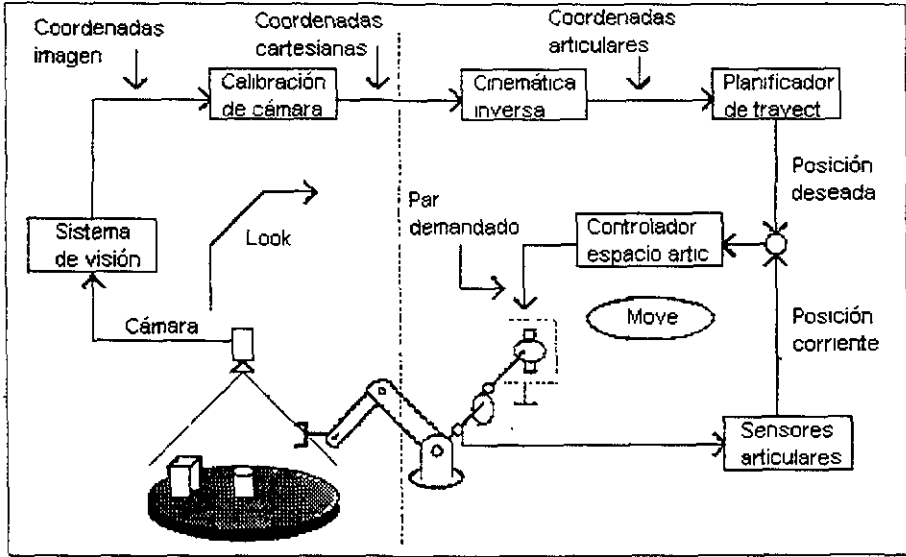 Coordenadas
imagen
Coordenadas
cartesianas
Coordenadas
articulares
Calibración
de cámara
Cinemática
inversa
Planificador
de trayect
Posición
deseada
Par
demandado
Sistema
de visión
Look
Controlador
espacio artic
Cámara
Move
Posición
corriente
Sensores
articulares